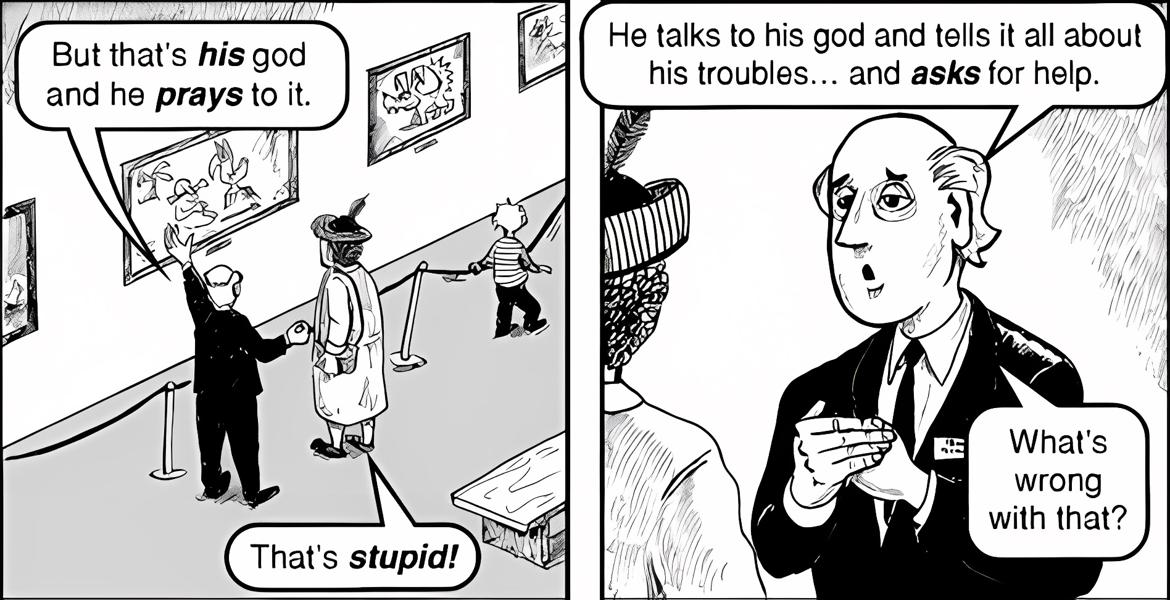 But that's his god
and he prays to it.
That's stupid!
He talks to his god and tells it all about
his troubles... and asks for help.
What's
wrong
with that?